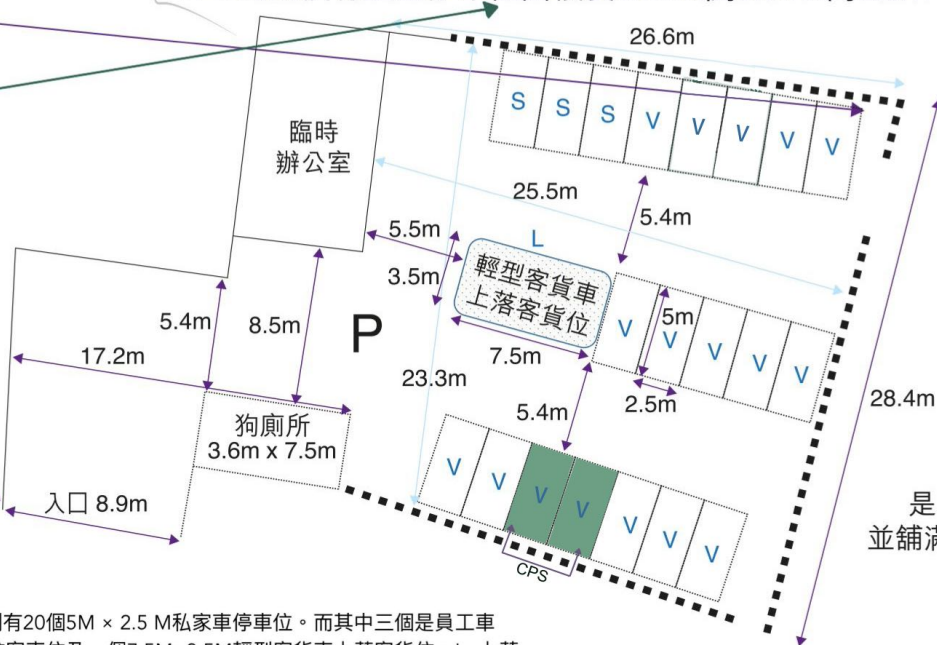 26.6m
S
S
S
V
V
V
V
V
臨時
辦公室
25.5m
5.4m
5.5m
L
3.5m
輕型客貨車
上落客貨位
V
5m
V
V
V
V
5.4m
8.5m
P
7.5m
17.2m
23.3m
2.5m
28.4m
5.4m
狗廁所
3.6m x 7.5m
V
V
V
V
V
V
V
入口 8.9m
CPS
是
並舖滿
有20個5M × 2.5 M私家車停車位。而其中三個是員工車